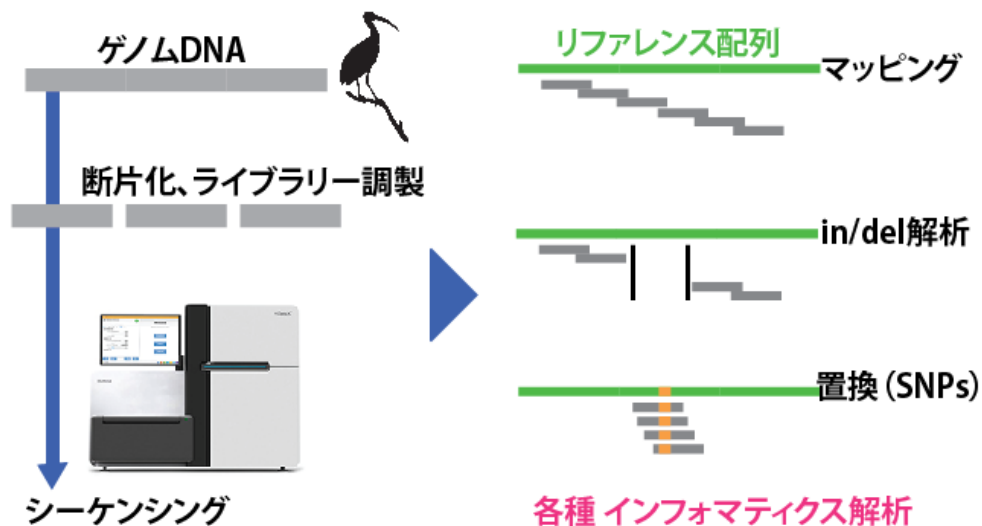 ゲノムDNA
断片化、ライブラリー調製
シーケンシング
リファレンス配列
マッピング
in/del解析
置換（SNPs）
各種 インフォマティクス解析